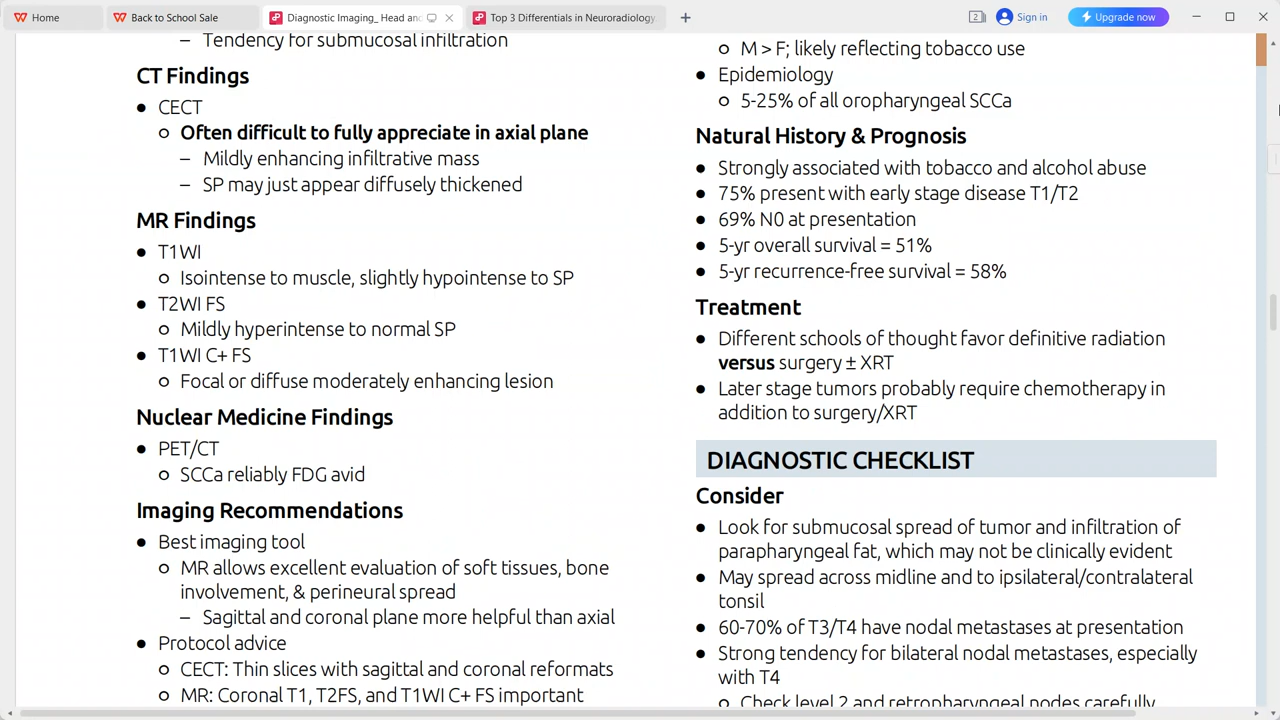 Home
Back to School Sale
Diagnostic Imaging_ Head and
Top 3 Differentials in Neuroradiology
2
Sign in
Upgrade now
– Tendency for submucosal infiltration
CT Findings
● CECT
○ Often difficult to fully appreciate in axial plane
– Mildly enhancing infiltrative mass
– SP may just appear diffusely thickened
MR Findings
● T1WI
○ Isointense to muscle, slightly hypointense to SP
● T2WI FS
○ Mildly hyperintense to normal SP
● T1WI C+ FS
○ Focal or diffuse moderately enhancing lesion
Nuclear Medicine Findings
● PET/CT
○ SCCa reliably FDG avid
Imaging Recommendations
● Best imaging tool
○ MR allows excellent evaluation of soft tissues, bone
involvement, & perineural spread
– Sagittal and coronal plane more helpful than axial
● Protocol advice
○ CECT: Thin slices with sagittal and coronal reformats
○ MR: Coronal T1, T2FS, and T1WI C+ FS important
○ M > F; likely reflecting tobacco use
● Epidemiology
○ 5-25% of all oropharyngeal SCCa
Natural History & Prognosis
● Strongly associated with tobacco and alcohol abuse
● 75% present with early stage disease T1/T2
● 69% N0 at presentation
● 5-yr overall survival = 51%
● 5-yr recurrence-free survival = 58%
Treatment
● Different schools of thought favor definitive radiation
versus surgery ± XRT
● Later stage tumors probably require chemotherapy in
addition to surgery/XRT
DIAGNOSTIC CHECKLIST
Consider
● Look for submucosal spread of tumor and infiltration of
parapharyngeal fat, which may not be clinically evident
● May spread across midline and to ipsilateral/contralateral
tonsil
● 60-70% of T3/T4 have nodal metastases at presentation
● Strong tendency for bilateral nodal metastases, especially
with T4
○ Check level 2 and retropharyngeal nodes carefully